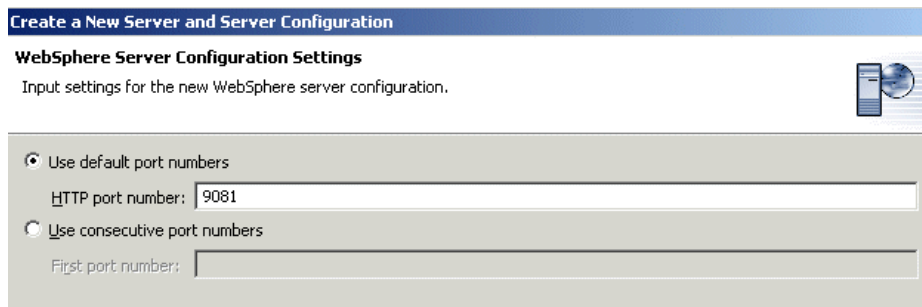 Create a New Server and Server Configuration
WebSphere Server Configuration Settings
Input settings for the new WebSphere server configuration.
Use default port numbers
HTTP port number: 9081
Use consecutive port numbers
First port number: